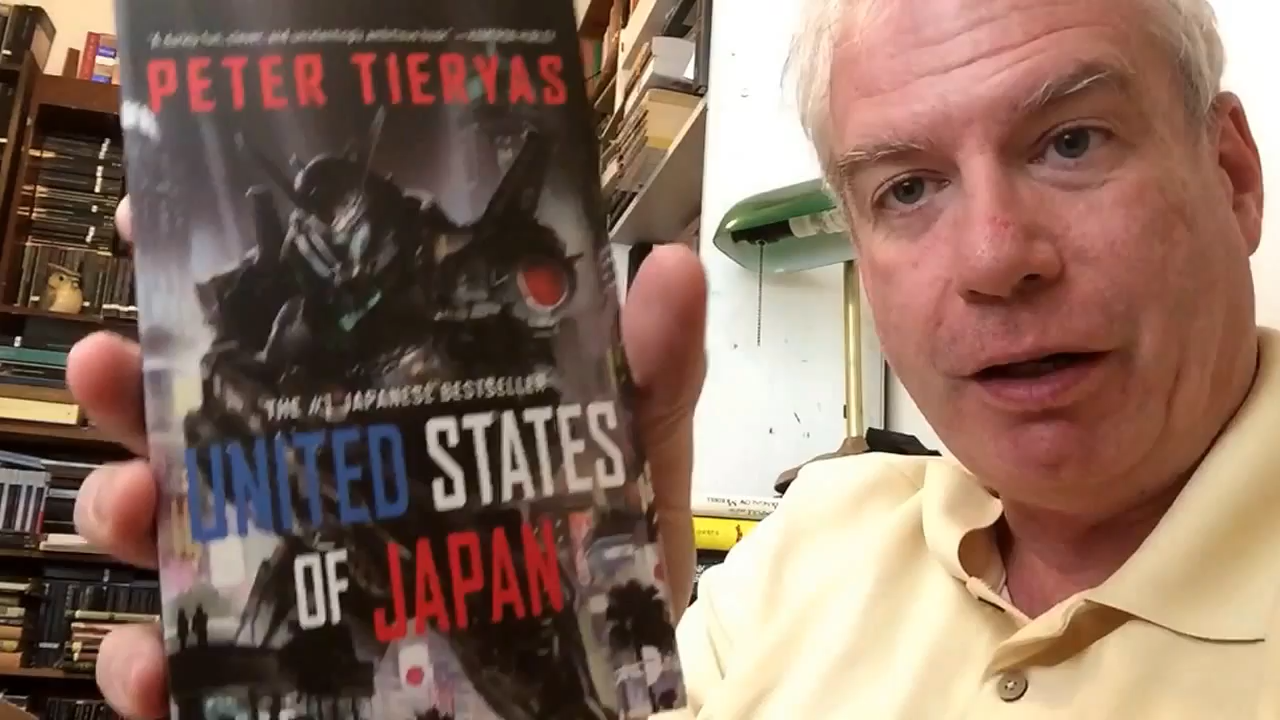 PETER TIERYAS
THE #1 JAPANESE BESTSELLER
UNITED STATES
OF JAPAN